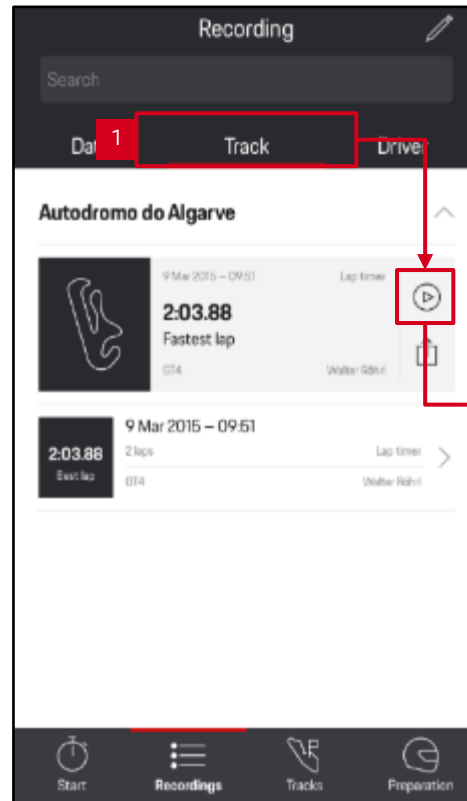 Recording
Search
Dat 1 Track Driver
Autodromo do Algarve
9 Mar 2015 – 09:51 Lap timer
2:03.88
Fastest lap
GT4 Walter Röhrl
9 Mar 2015 – 09:51
2:03.88 2 laps Lap timer
Best lap GT4 Walter Röhrl
Start Recordings Tracks Preparation